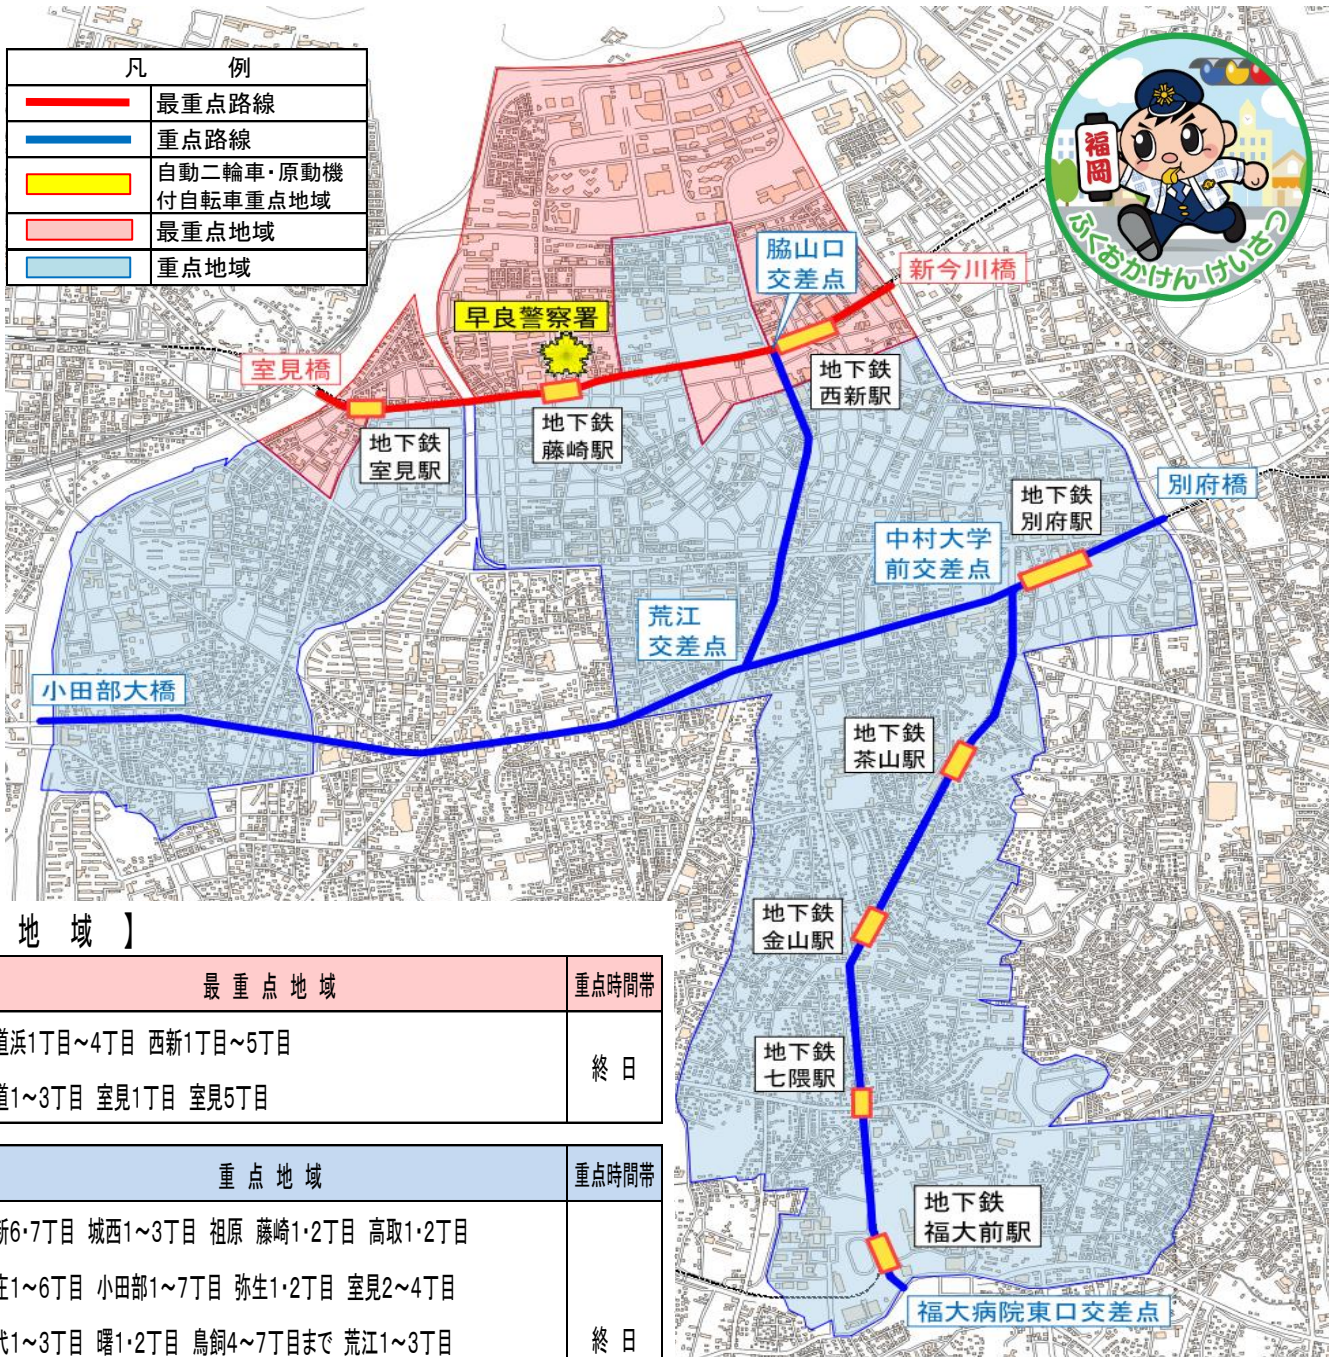 凡 例
最重点路線
重点路線
自動二輪車・原動機
付自転車重点地域
最重点地域
重点地域
福岡
ふくおかけんけいさつ
脇山口
交差点
新今川橋
早良警察署
室見橋
地下鉄
西新駅
地下鉄
藤崎駅
地下鉄
室見駅
別府橋
地下鉄
別府駅
中村大学
前交差点
荒江
交差点
小田部大橋
地下鉄
茶山駅
地下鉄
金山駅
地下鉄
七隈駅
地下鉄
福大前駅
福大病院東口交差点
地 域 】
最 重 点 地 域 重点時間帯
道浜1丁目~4丁目 西新1丁目~5丁目
道1~3丁目 室見1丁目 室見5丁目
終 日
重 点 地 域 重点時間帯
新6・7丁目 城西1~3丁目 祖原 藤崎1・2丁目 高取1・2丁目
1~6丁目 小田部1~7丁目 弥生1・2丁目 室見2~4丁目
代1~3丁目 曙1・2丁目 鳥飼4~7丁目まで 荒江1~3丁目
終 日